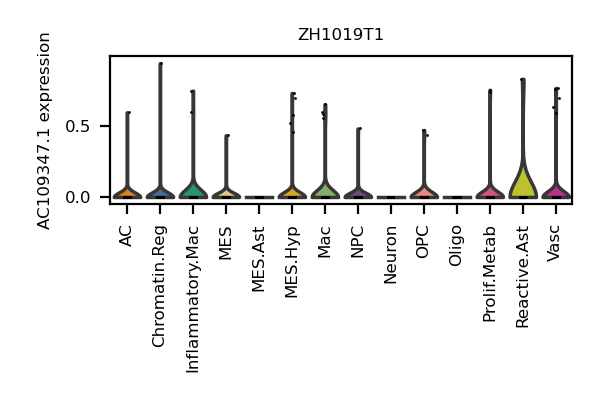 ZH1019T1
AC109347.1 expression
0.5
0.0
AC
Chromatin.Reg
Inflammatory.Mac
MES
MES.Ast
MES.Hyp
Mac
NPC
Neuron
OPC
Oligo
Prolif.Metab
Reactive.Ast
Vasc